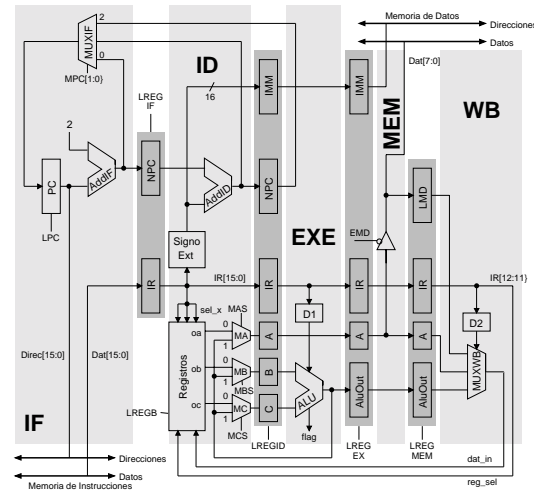 Memoria de Datos
Direcciones
Datos
Dat[7:0]
MUXIF
2
0
MPC[1:0}
ID
LREG
IF
16
IMM
IMM
MEM
WB
2
PC
AddIF
NPC
AddID
NPC
LMD
LPC
EXE
Signo
Ext
EMD
IR
IR[15:0]
IR
IR
IR
IR[12:11}
sel_x
MAS
D1
D2
Direc[15:0]
Dat[15:0]
Registros
oa
0
1
MA
A
A
A
ob
0
1
MB
MBS
B
oc
0
1
MC
MCS
C
ALU
AluOut
AluOut
MUXWB
IF
LREGB
LREGID
flag
LREG
EX
LREG
MEM
Direcciones
Datos
Memoria de Instrucciones
dat_in
reg_sel